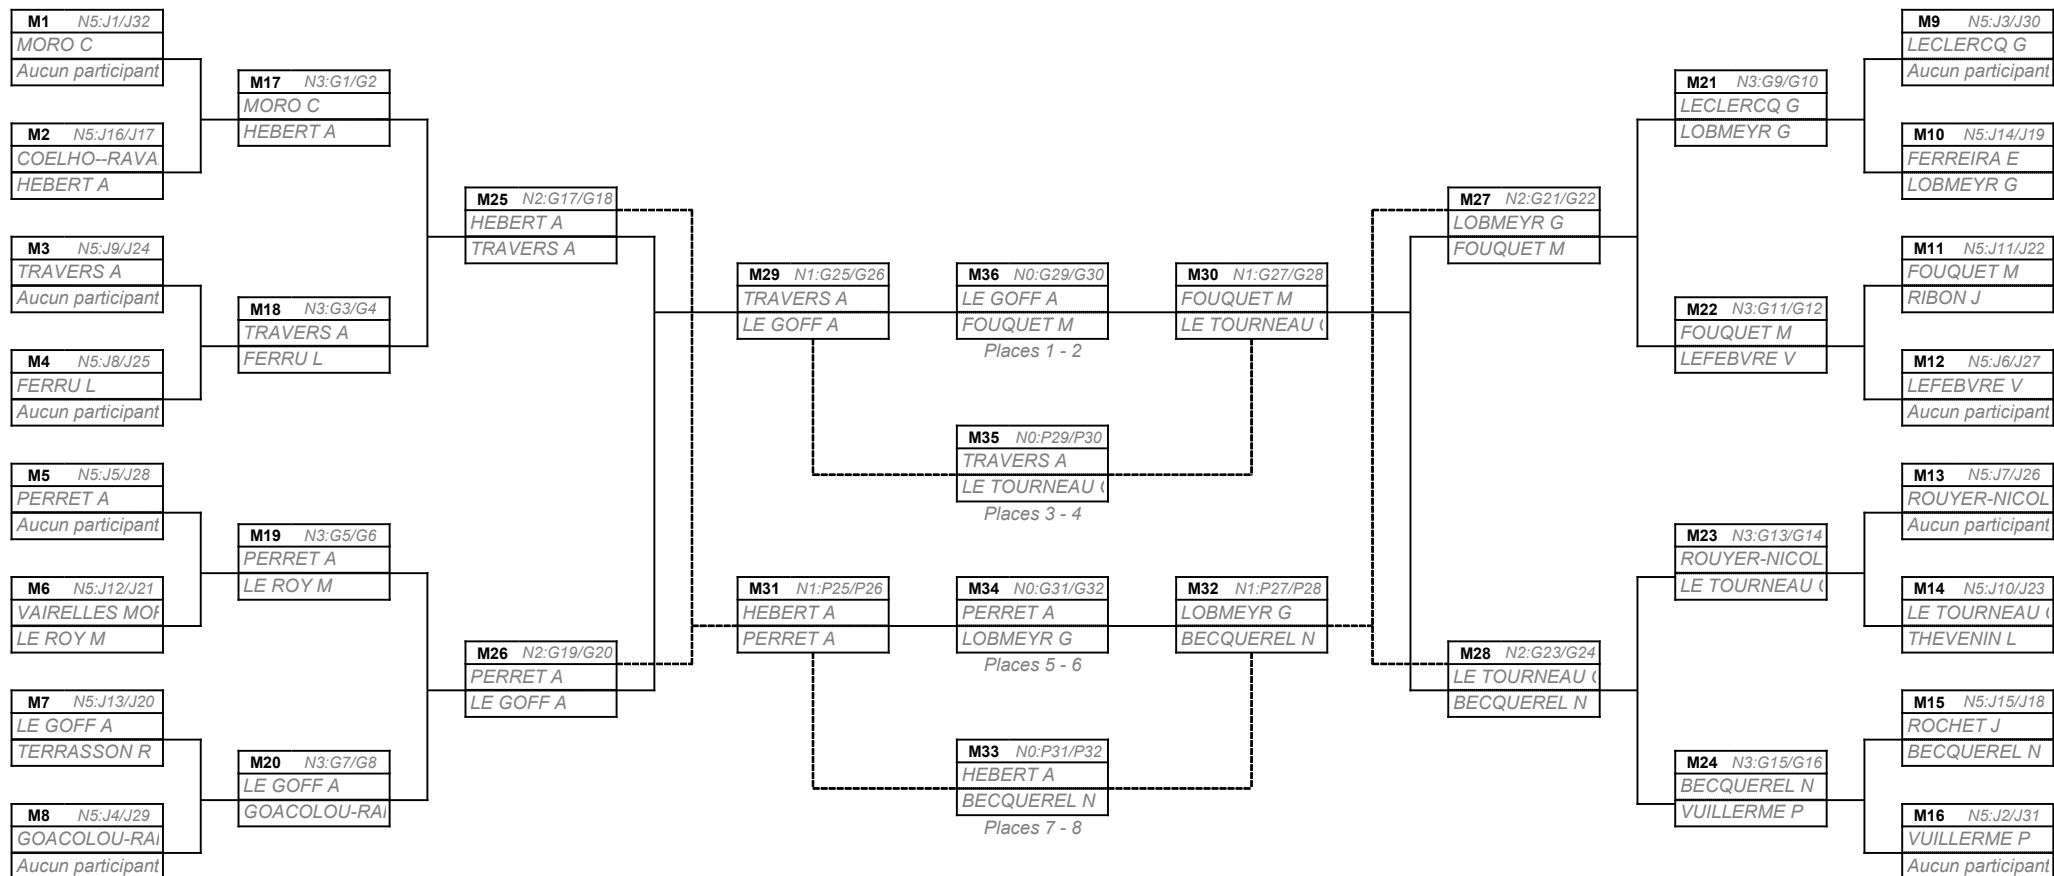 M1 N5:J1/J32
MORO C
Aucun participant
M2 N5:J16/J17
COELHO--RAVA
HEBERT A
M3 N5:J9/J24
TRAVERS A
Aucun participant
M4 N5:J8/J25
FERRU L
Aucun participant
M5 N5:J5/J28
PERRET A
Aucun participant
M6 N5:J12/J21
VAIRELLES MOR
LE ROY M
M7 N5:J13/J20
LE GOFF A
TERRASSON R
M8 N5:J4/J29
GOACOLOU-RAI
Aucun participant
M17 N3:G1/G2
MORO C
HEBERT A
M18 N3:G3/G4
TRAVERS A
FERRU L
M19 N3:G5/G6
PERRET A
LE ROY M
M20 N3:G7/G8
LE GOFF A
GOACOLOU-RAI
M25 N2:G17/G18
HEBERT A
TRAVERS A
M26 N2:G19/G20
PERRET A
LE GOFF A
M29 N1:G25/G26
TRAVERS A
LE GOFF A
M31 N1:P25/P26
HEBERT A
PERRET A
M36 N0:G29/G30
LE GOFF A
FOUQUET M
Places 1 - 2
M35 N0:P29/P30
TRAVERS A
LE TOURNEAU
Places 3 - 4
M34 N0:G31/G32
PERRET A
LOBMEYR G
Places 5 - 6
M33 N0:P31/P32
HEBERT A
BECQUEREL N
Places 7 - 8
M30 N1:G27/G28
FOUQUET M
LE TOURNEAU
M32 N1:P27/P28
LOBMEYR G
BECQUEREL N
M27 N2:G21/G22
LOBMEYR G
FOUQUET M
M28 N2:G23/G24
LE TOURNEAU
BECQUEREL N
M21 N3:G9/G10
LECLERCQ G
LOBMEYR G
M22 N3:G11/G12
FOUQUET M
LEFEBVRE V
M23 N3:G13/G14
ROUYER-NICOL
LE TOURNEAU
M24 N3:G15/G16
BECQUEREL N
VUILLERME P
M9 N5:J3/J30
LECLERCQ G
Aucun participant
M10 N5:J14/J19
FERREIRA E
LOBMEYR G
M11 N5:J11/J22
FOUQUET M
RIBON J
M12 N5:J6/J27
LEFEBVRE V
Aucun participant
M13 N5:J7/J26
ROUYER-NICOL
Aucun participant
M14 N5:J10/J23
LE TOURNEAU
THEVENIN L
M15 N5:J15/J18
ROCHET J
BECQUEREL N
M16 N5:J2/J31
VUILLERME P
Aucun participant